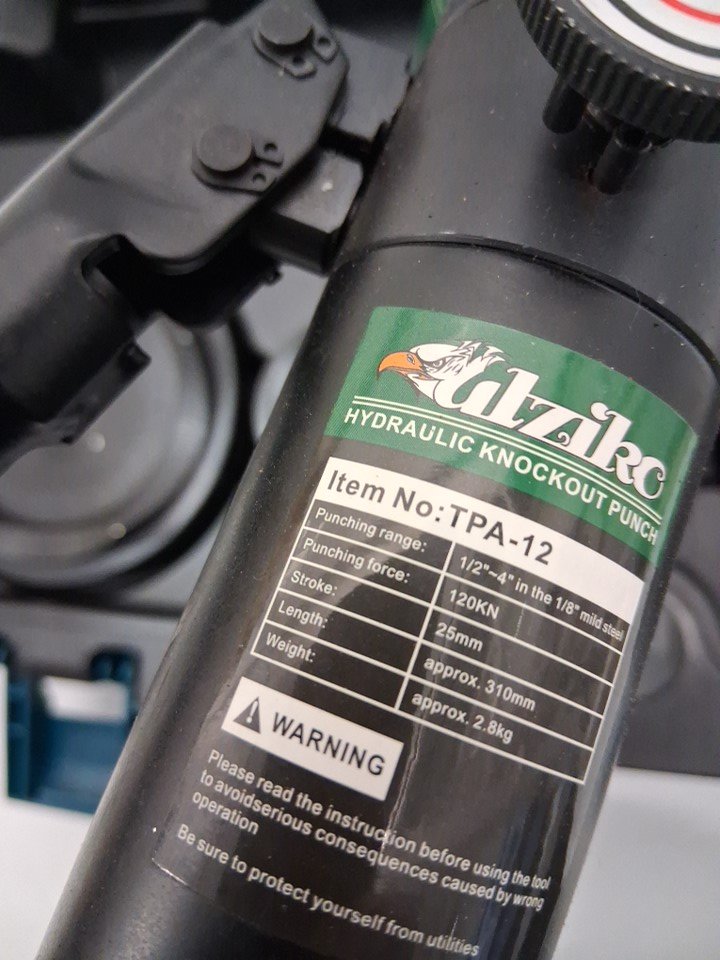 Ulziko
HYDRAULIC KNOCKOUT PUNCH
Item No:TPA-12
Punching range: 1/2"~4" in the 1/8" mild steel
Punching force: 120KN
Stroke: 25mm
Length: approx. 310mm
Weight: approx. 2.8kg
WARNING
Please read the instruction before using the tool
to avoidserious consequences caused by wrong
operation
Be sure to protect yourself from utilities